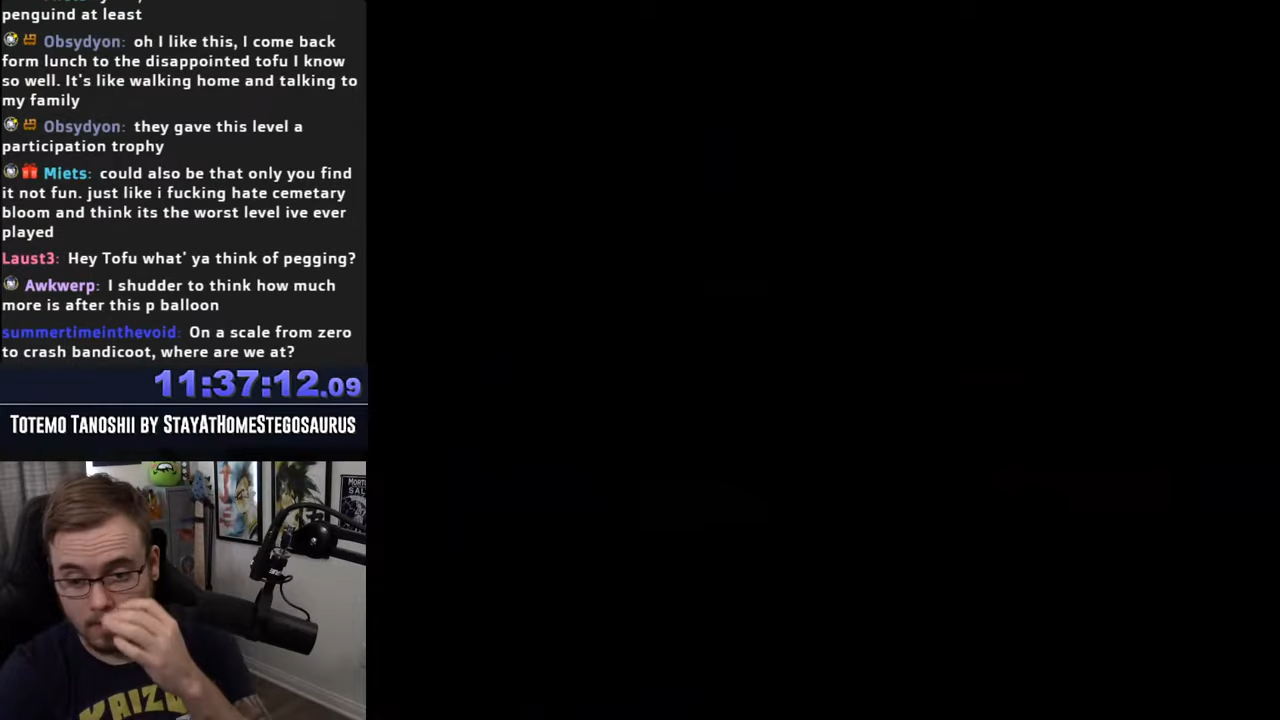 penguind at least
Obsydyon: oh I like this, I come back
form lunch to the disappointed tofu I know
so well. It's like walking home and talking to
my family
Obsydyon: they gave this level a
participation trophy
Miets: could also be that only you find
it not fun. just like i fucking hate cemetary
bloom and think its the worst level ive ever
played
Laust3: Hey Tofu what' ya think of pegging?
Awkwerp: I shudder to think how much
more is after this p balloon
summertimeinthevoid: On a scale from zero
to crash bandicoot, where are we at?
11:37:12.09
TOTEMO TANOSHII BY STAYATHOMESTEGOSAURUS
KAIZO